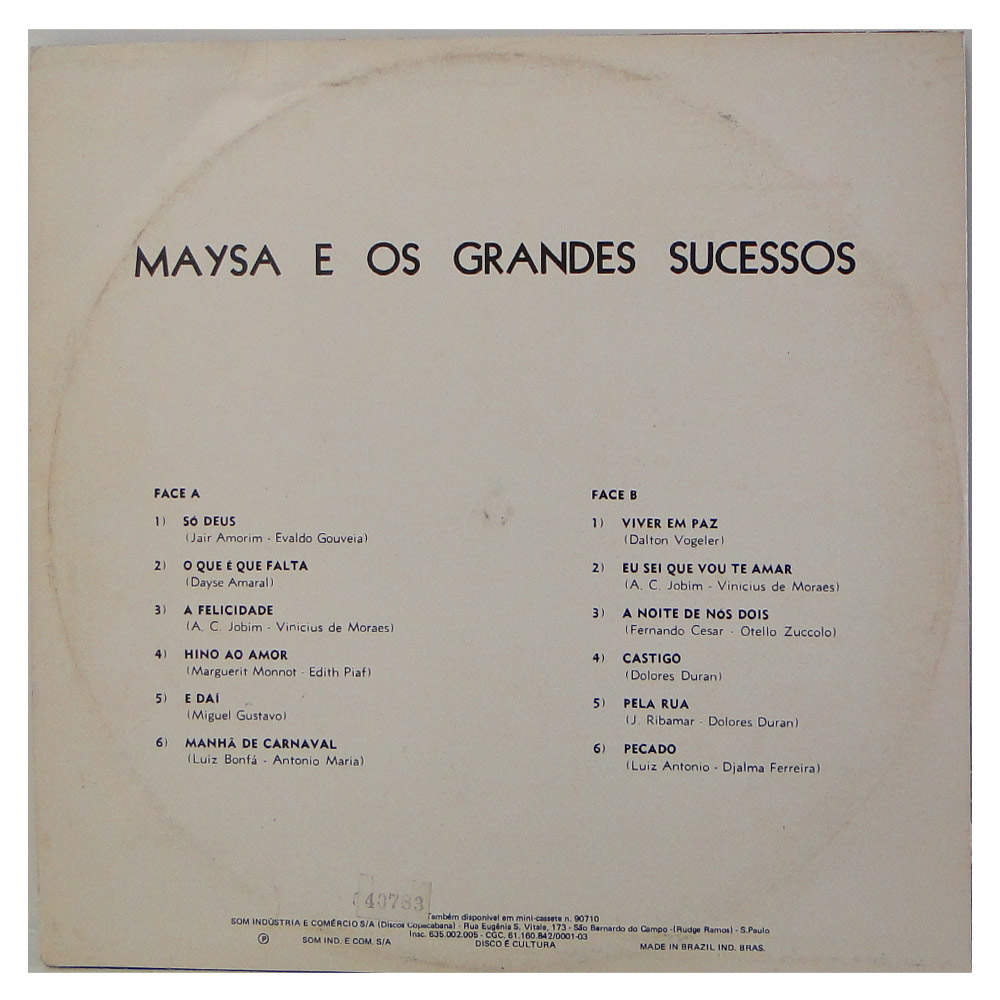 MAYSA E OS GRANDES SUCESSOS
FACE A
1) SÓ DEUS
(Jair Amorim - Evaldo Gouveia)
2) O QUE É QUE FALTA
(Dayse Amaral)
3) A FELICIDADE
(A. C. Jobim - Vinicius de Moraes)
4) HINO AO AMOR
(Marguerit Monnot - Edith Piaf)
5) E DAÍ
(Miguel Gustavo)
6) MANHÃ DE CARNAVAL
(Luiz Bonfá - Antonio Maria)
FACE B
1) VIVER EM PAZ
(Dalton Vogeler)
2) EU SEI QUE VOU TE AMAR
(A. C. Jobim - Vinicius de Moraes)
3) A NOITE DE NÓS DOIS
(Fernando Cesar - Otello Zuccolo)
4) CASTIGO
(Dolores Duran)
5) PELA RUA
(J. Ribamar - Dolores Duran)
6) PECADO
(Luiz Antonio - Djalma Ferreira)
40783
Também disponível em mini-cassete n. 90710
SOM INDÚSTRIA E COMÉRCIO S/A (Discos Copacabana) - Rua Eugênia S. Vitale, 173 - São Bernardo do Campo - (Rudge Ramos) - S.Paulo
Insc. 635.002.005 - CGC. 61.160.842/0001-03
Ⓟ SOM IND. E COM. S/A DISCO É CULTURA MADE IN BRAZIL IND. BRAS.